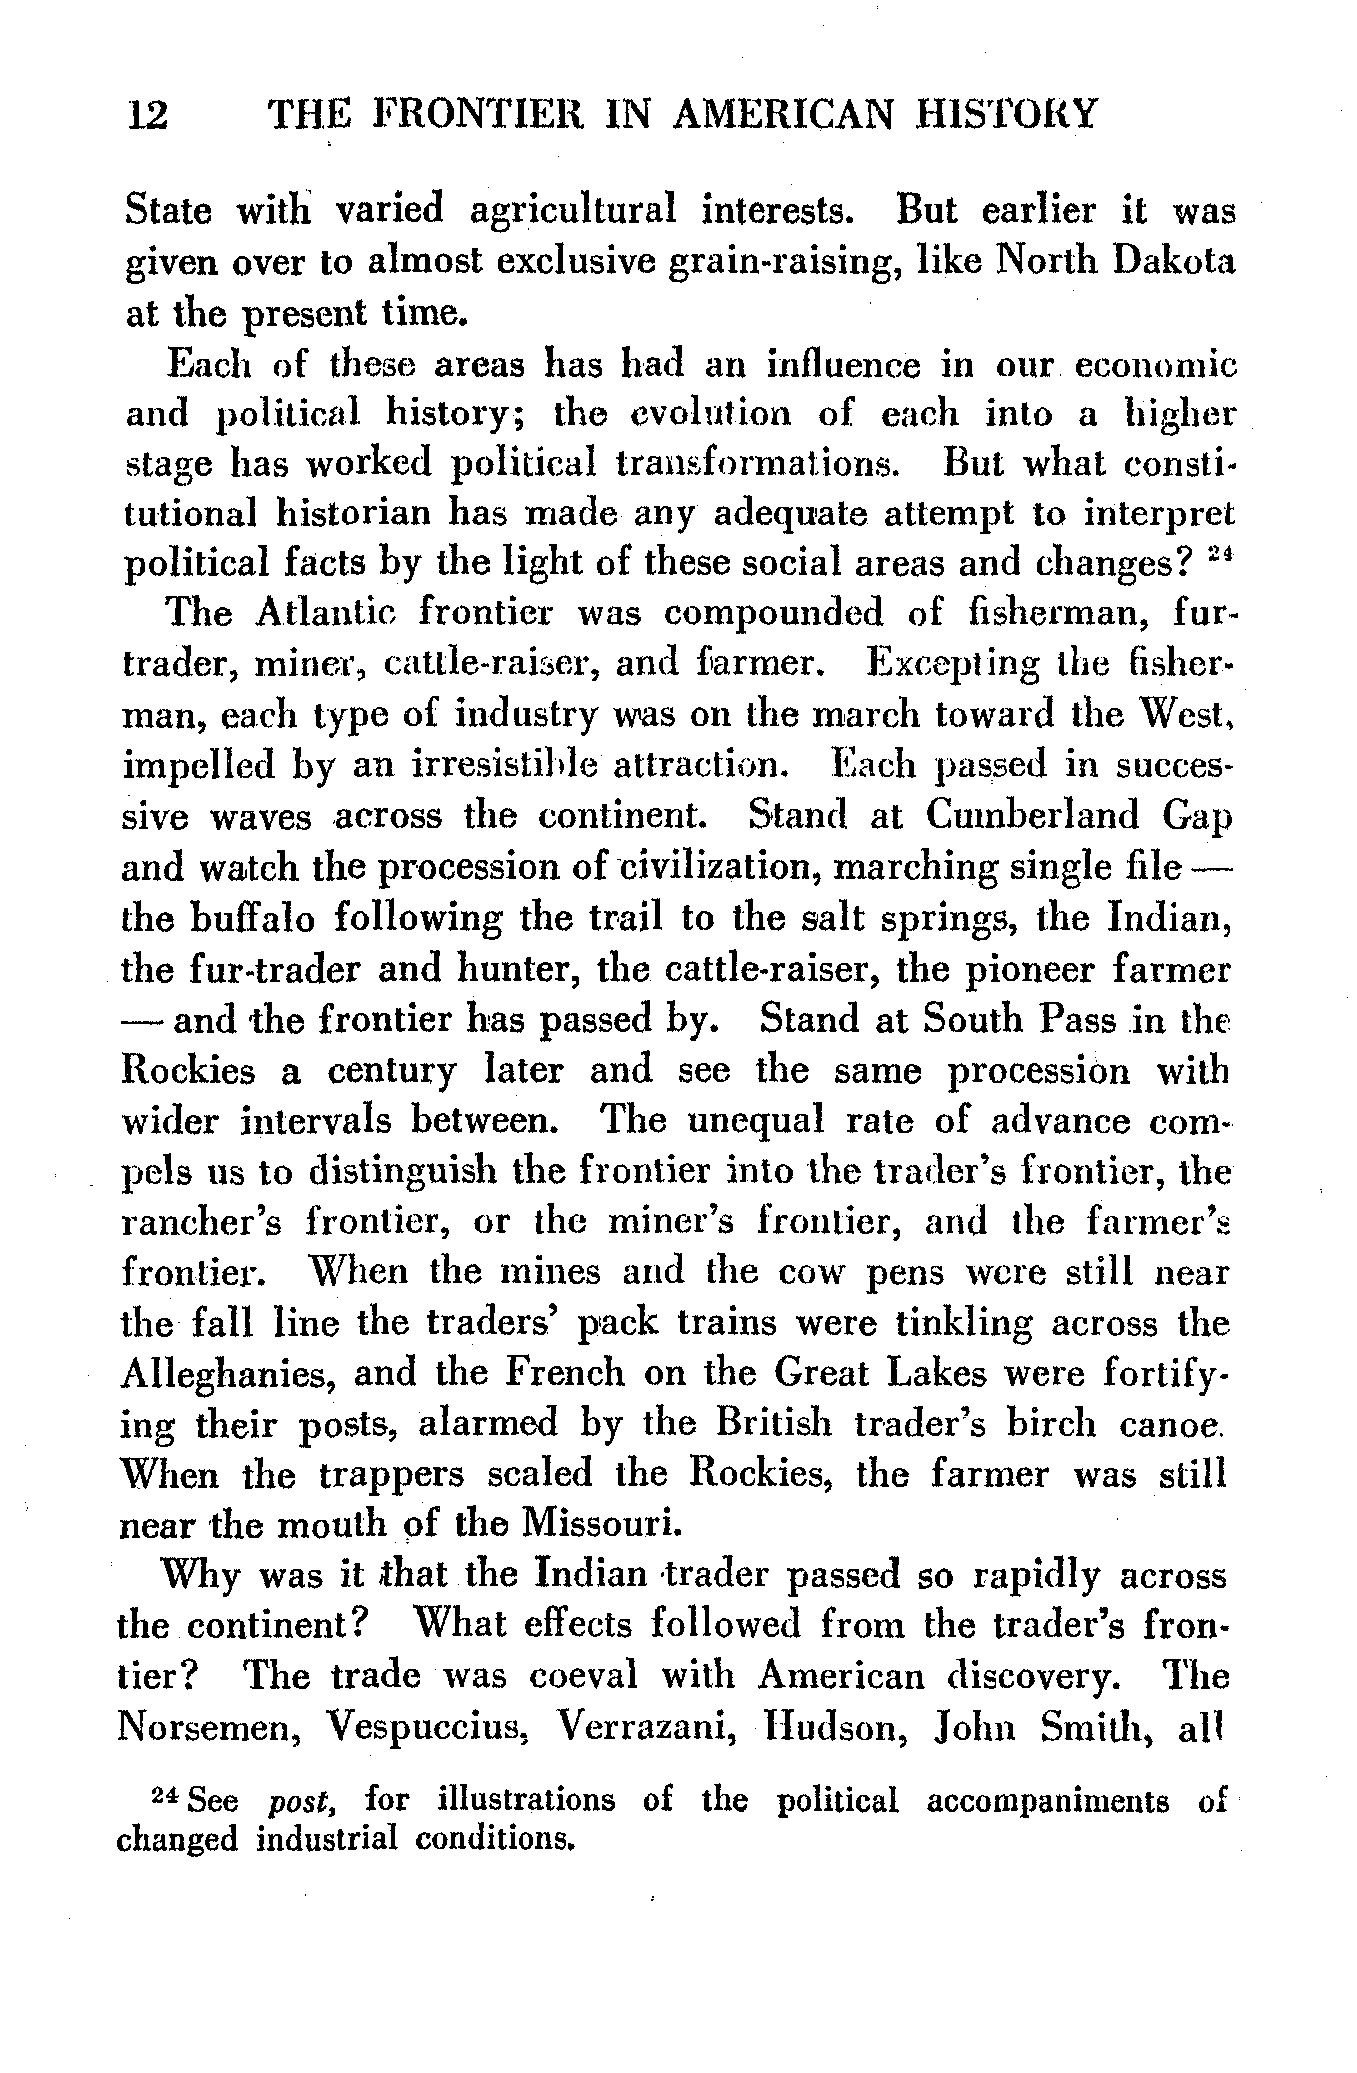 12 THE FRONTIER IN AMERICAN HISTORY
State with varied agricultural interests. But earlier it was
given over to almost exclusive grain-raising, like North Dakota
at the present time.
Each of these areas has had an influence in our economic
and political history; the evolution of each into a higher
stage has worked political transformations. But what consti-
tutional historian has made any adequate attempt to interpret
political facts by the light of these social areas and changes? 24
The Atlantic frontier was compounded of fisherman, fur-
trader, miner, cattle-raiser, and farmer. Excepting the fisher-
man, each type of industry was on the march toward the West,
impelled by an irresistible attraction. Each passed in succes-
sive waves across the continent. Stand at Cumberland Gap
and watch the procession of civilization, marching single file —
the buffalo following the trail to the salt springs, the Indian,
the fur-trader and hunter, the cattle-raiser, the pioneer farmer
— and the frontier has passed by. Stand at South Pass in the
Rockies a century later and see the same procession with
wider intervals between. The unequal rate of advance com-
pels us to distinguish the frontier into the trader's frontier, the
rancher's frontier, or the miner's frontier, and the farmer's
frontier. When the mines and the cow pens were still near
the fall line the traders' pack trains were tinkling across the
Alleghanies, and the French on the Great Lakes were fortify-
ing their posts, alarmed by the British trader's birch canoe.
When the trappers scaled the Rockies, the farmer was still
near the mouth of the Missouri.
Why was it that the Indian trader passed so rapidly across
the continent? What effects followed from the trader's fron-
tier? The trade was coeval with American discovery. The
Norsemen, Vespuccius, Verrazani, Hudson, John Smith, all
24 See post, for illustrations of the political accompaniments of
changed industrial conditions.